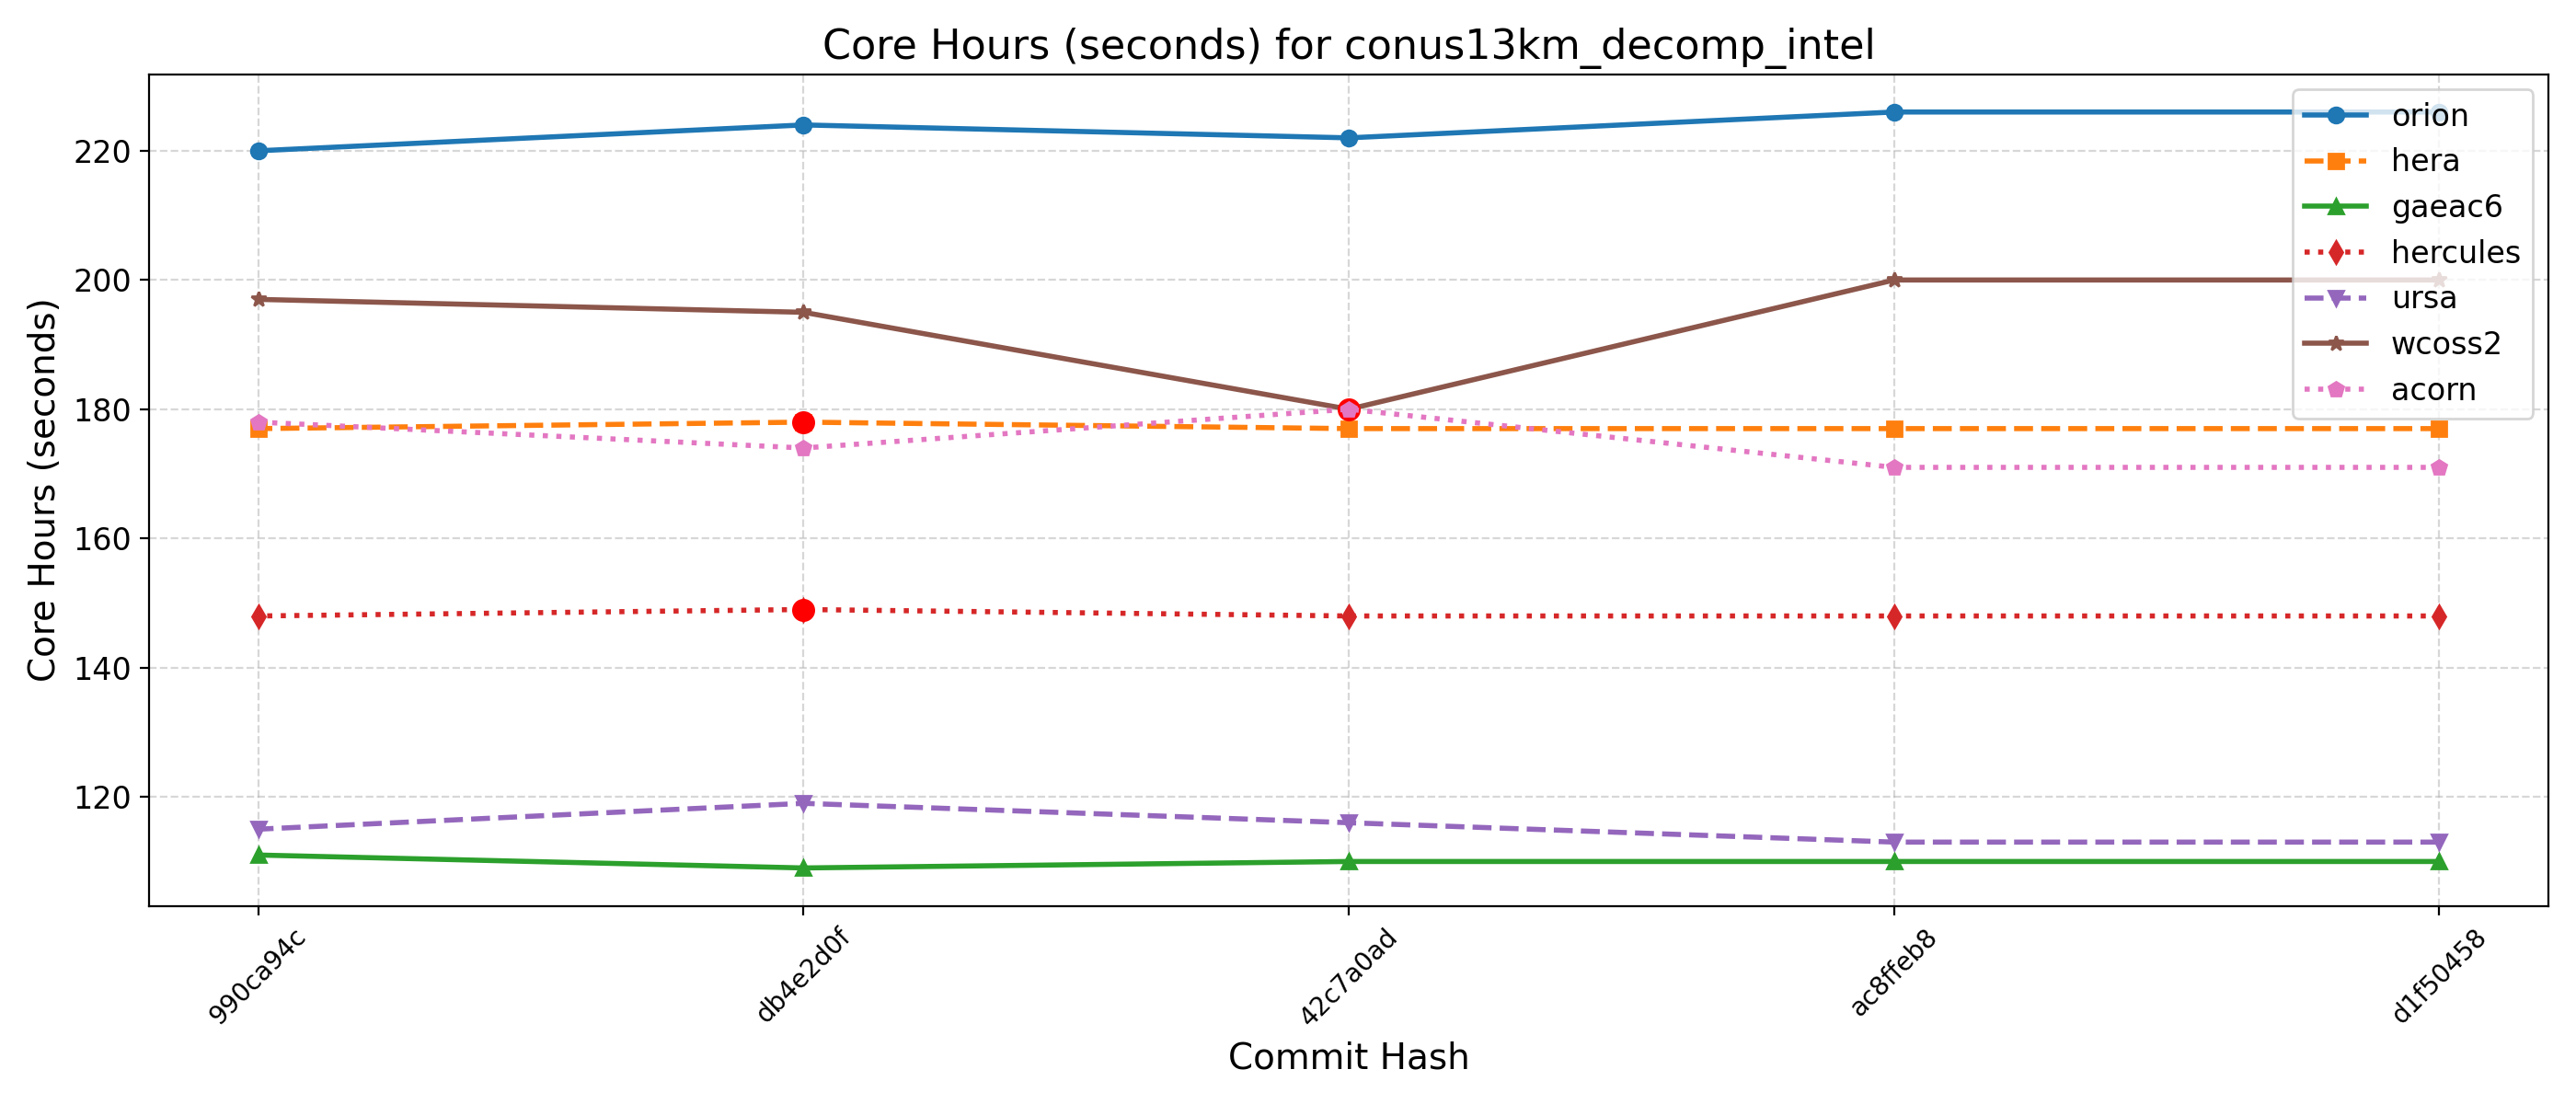 Core Hours (seconds) for conus13km_decomp_intel
Core Hours (seconds)
220
200
180
160
140
120
orion
hera
gaeac6
hercules
ursa
wcoss2
acorn
990ca94c
db4e2d0f
42c7a0ad
ac8ffeb8
d1f50458
Commit Hash